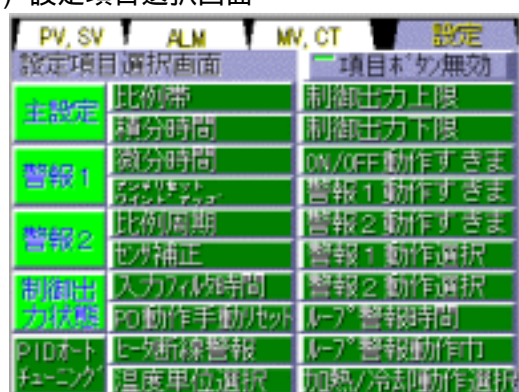 ) 設定項目選択画面
PV, SV
ALM
MV, CT
設定
設定項目選択画面
項目ボタン無効
主設定
比例帯
制御出力上限
積分時間
制御出力下限
警報1
微分時間
ON/OFF動作すきま
アンチリセット
ワインドアップ
警報1動作すきま
警報2
比例周期
警報2動作すきま
センサ補正
警報1動作選択
制御出
力状態
入力フィルタ時間
警報2動作選択
PD動作手動リセット
ループ警報時間
PIDオート
チューニング
ヒータ断線警報
ループ警報動作巾
温度単位選択
加熱/冷却動作選択